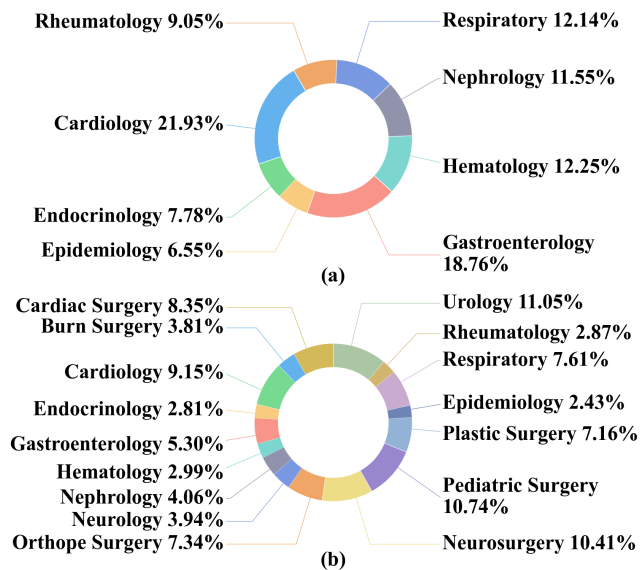 Rheumatology 9.05%
Respiratory 12.14%
Nephrology 11.55%
Cardiology 21.93%
Hematology 12.25%
Endocrinology 7.78%
Epidemiology 6.55%
Gastroenterology
18.76%
(a)
Cardiac Surgery 8.35%
Urology 11.05%
Burn Surgery 3.81%
Rheumatology 2.87%
Respiratory 7.61%
Cardiology 9.15%
Epidemiology 2.43%
Endocrinology 2.81%
Plastic Surgery 7.16%
Gastroenterology 5.30%
Hematology 2.99%
Pediatric Surgery
10.74%
Nephrology 4.06%
Neurology 3.94%
Orthope Surgery 7.34%
Neurosurgery 10.41%
(b)